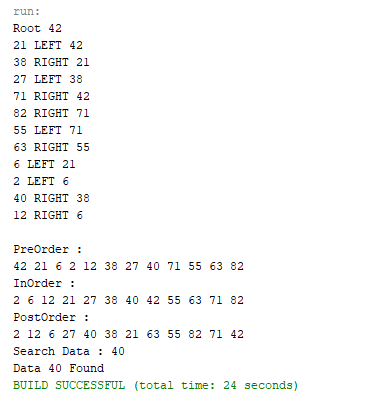 run:
Root 42
21 LEFT 42
38 RIGHT 21
27 LEFT 38
71 RIGHT 42
82 RIGHT 71
55 LEFT 71
63 RIGHT 55
6 LEFT 21
2 LEFT 6
40 RIGHT 38
12 RIGHT 6
PreOrder :
42 21 6 2 12 38 27 40 71 55 63 82
InOrder :
2 6 12 21 27 38 40 42 55 63 71 82
PostOrder :
2 12 6 27 40 38 21 63 55 82 71 42
Search Data : 40
Data 40 Found
BUILD SUCCESSFUL (total time: 24 seconds)